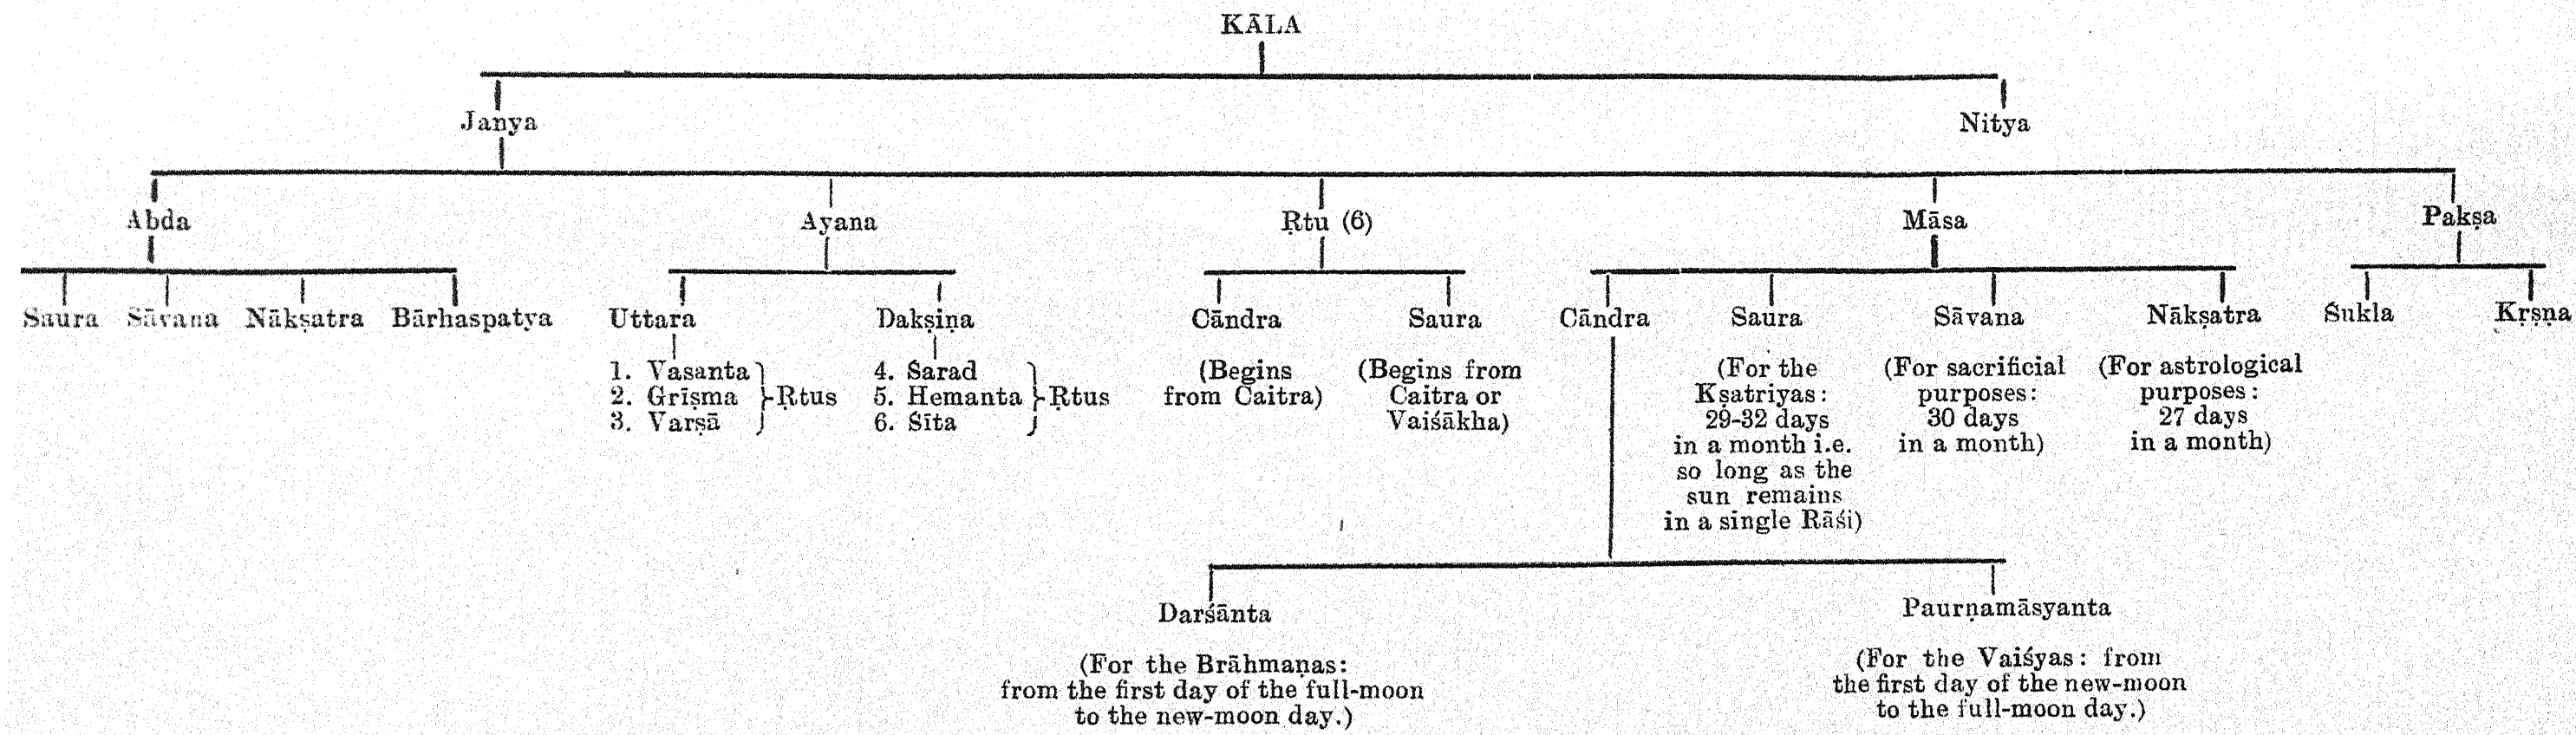 KĀLA
Janya Nitya
Abda Ayana Ṛtu (6) Māsa Pakṣa
Saura Sāvana Nākṣatra Bārhaspatya Uttara Dakṣiṇa Cāndra Saura Cāndra Saura Sāvana Nākṣatra Śukla Kṛṣṇa
1. Vasanta
2. Grīṣma
3. Varṣā
Ṛtus
4. Śarad
5. Hemanta
6. Śīta
Ṛtus
(Begins
from Caitra)
(Begins from
Caitra or
Vaiśākha)
(For the
Kṣatriyas:
29-32 days
in a month i.e.
so long as the
sun remains
in a single Rāśi)
(For sacrificial
purposes:
30 days
in a month)
(For astrological
purposes:
27 days
in a month)
Darśānta
(For the Brāhmaṇas:
from the first day of the full-moon
to the new-moon day.)
Paurṇamāsyanta
(For the Vaiśyas: from
the first day of the new-moon
to the full-moon day.)